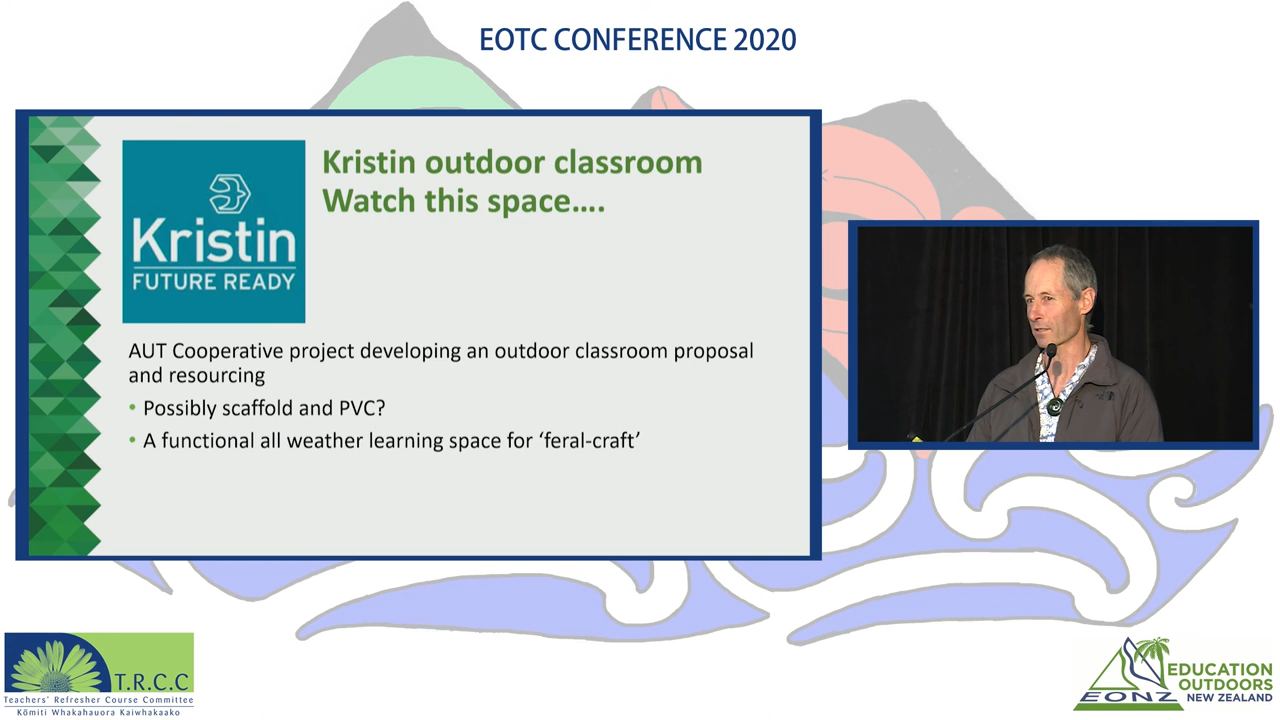 EOTC CONFERENCE 2020
Kristin
FUTURE READY
Kristin outdoor classroom
Watch this space....
AUT Cooperative project developing an outdoor classroom proposal
and resourcing
• Possibly scaffold and PVC?
• A functional all weather learning space for ‘feral-craft’
T.R.C.C
Teachers' Refresher Course Committee
Kōmiti Whakahauora Kaiwhakaako
EONZ
EDUCATION
OUTDOORS
NEW ZEALAND